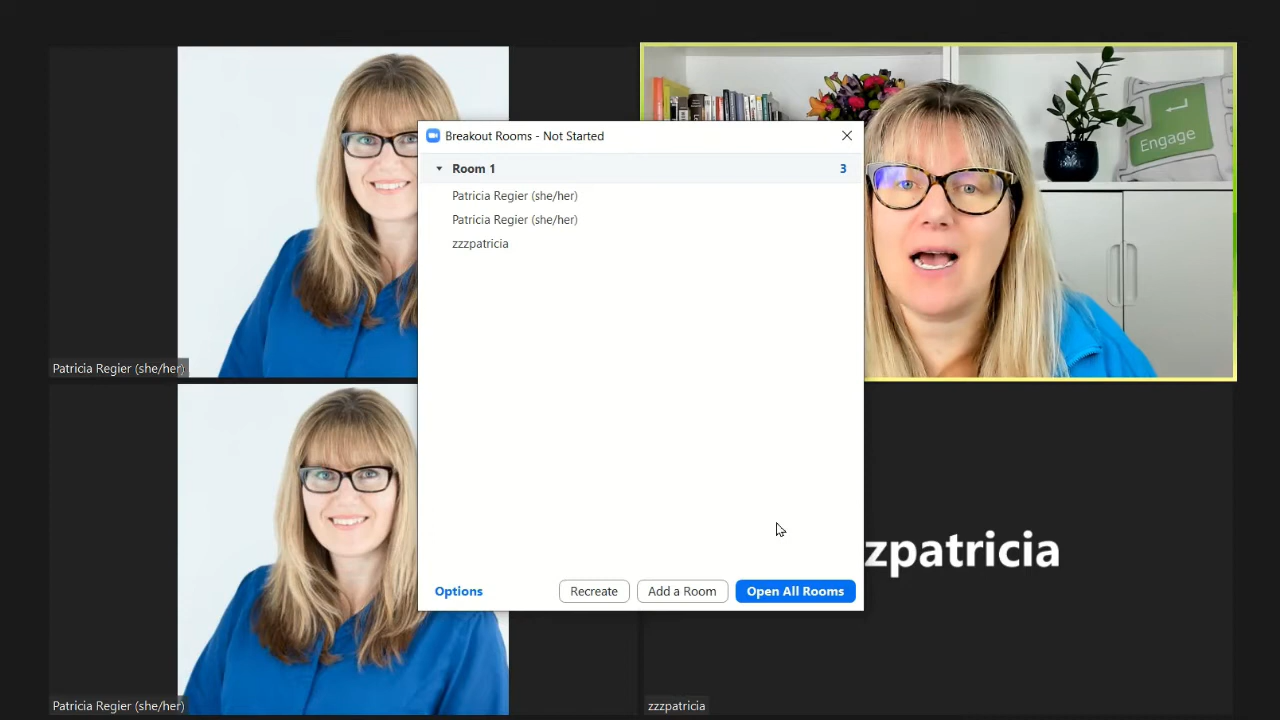 Breakout Rooms - Not Started
Room 1 3
Patricia Regier (she/her)
Patricia Regier (she/her)
zzzpatricia
Options Recreate Add a Room Open All Rooms
Engage
Patricia Regier (she/her)
zpatricia
Patricia Regier (she/her)
zzzpatricia